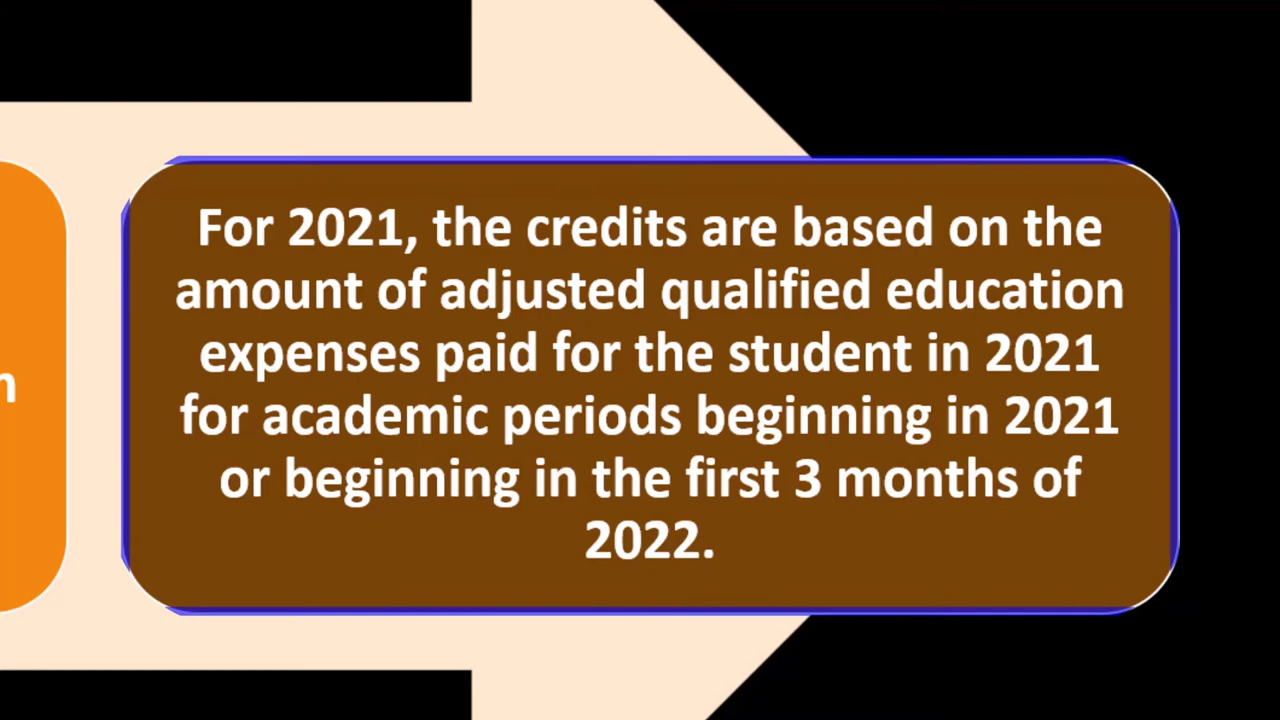 For 2021, the credits are based on the
amount of adjusted qualified education
expenses paid for the student in 2021
for academic periods beginning in 2021
or beginning in the first 3 months of
2022.